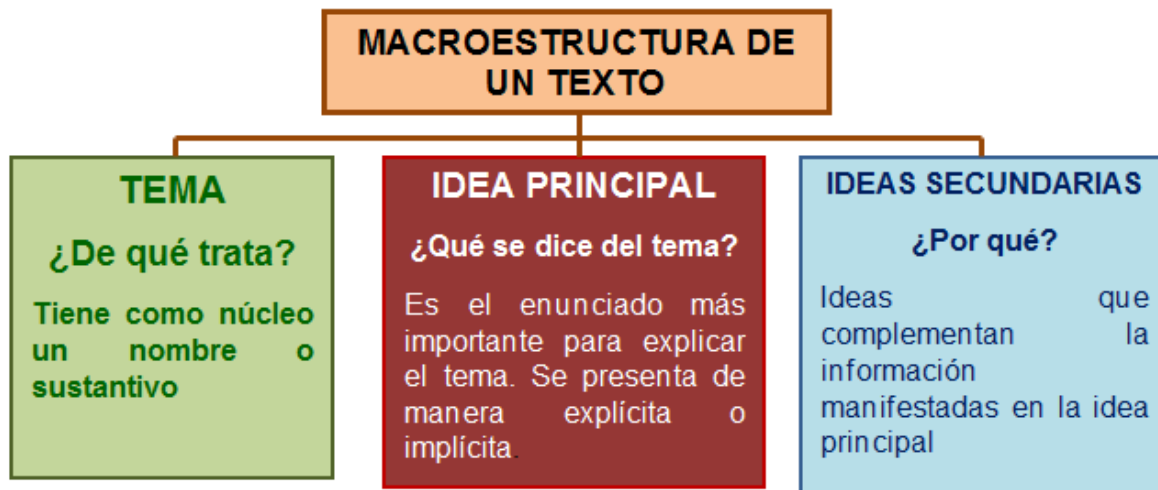 MACROESTRUCTURA DE
UN TEXTO
TEMA
¿De qué trata?
Tiene como núcleo
un nombre o
sustantivo
IDEA PRINCIPAL
¿Qué se dice del tema?
Es el enunciado más
importante para explicar
el tema. Se presenta de
manera explícita o
implícita.
IDEAS SECUNDARIAS
¿Por qué?
Ideas que
complementan la
información
manifestadas en la idea
principal